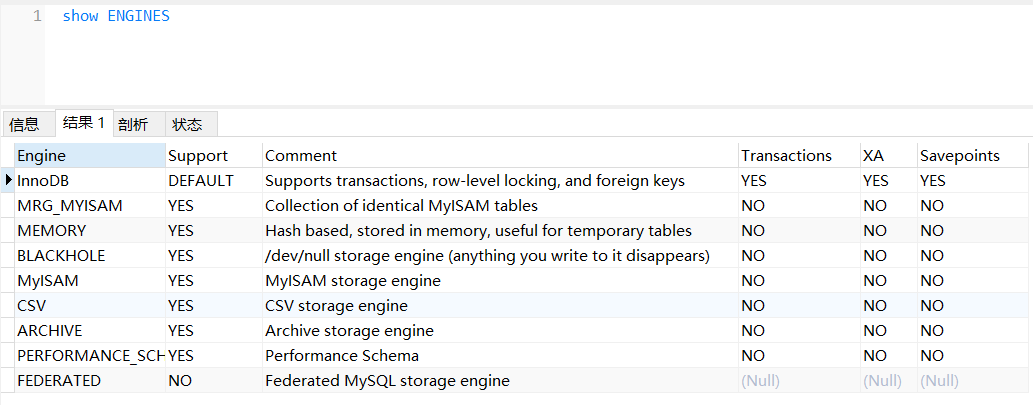 1 show ENGINES
信息 结果 1 剖析 状态
Engine Support Comment Transactions XA Savepoints
InnoDB DEFAULT Supports transactions, row-level locking, and foreign keys YES YES YES
MRG_MYISAM YES Collection of identical MyISAM tables NO NO NO
MEMORY YES Hash based, stored in memory, useful for temporary tables NO NO NO
BLACKHOLE YES /dev/null storage engine (anything you write to it disappears) NO NO NO
MyISAM YES MyISAM storage engine NO NO NO
CSV YES CSV storage engine NO NO NO
ARCHIVE YES Archive storage engine NO NO NO
PERFORMANCE_SCH YES Performance Schema NO NO NO
FEDERATED NO Federated MySQL storage engine (Null) (Null) (Null)